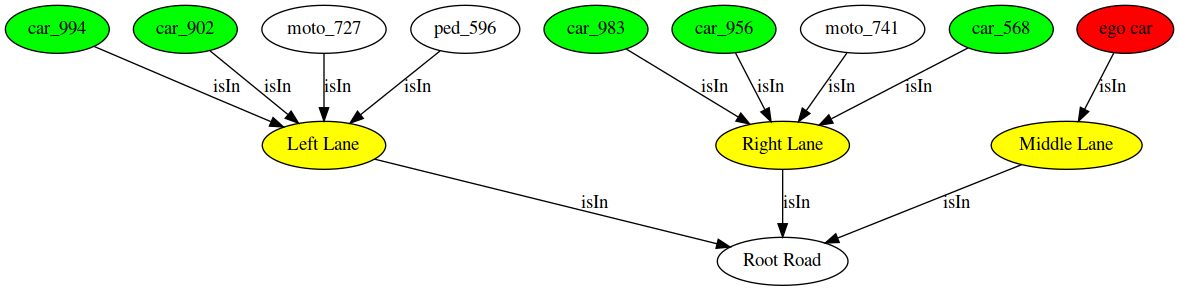 car_994
car_902
moto_727
ped_596
car_983
car_956
moto_741
car_568
ego car
isIn
isIn
isIn
isIn
isIn
isIn
isIn
isIn
isIn
Left Lane
Right Lane
Middle Lane
isIn
isIn
isIn
Root Road